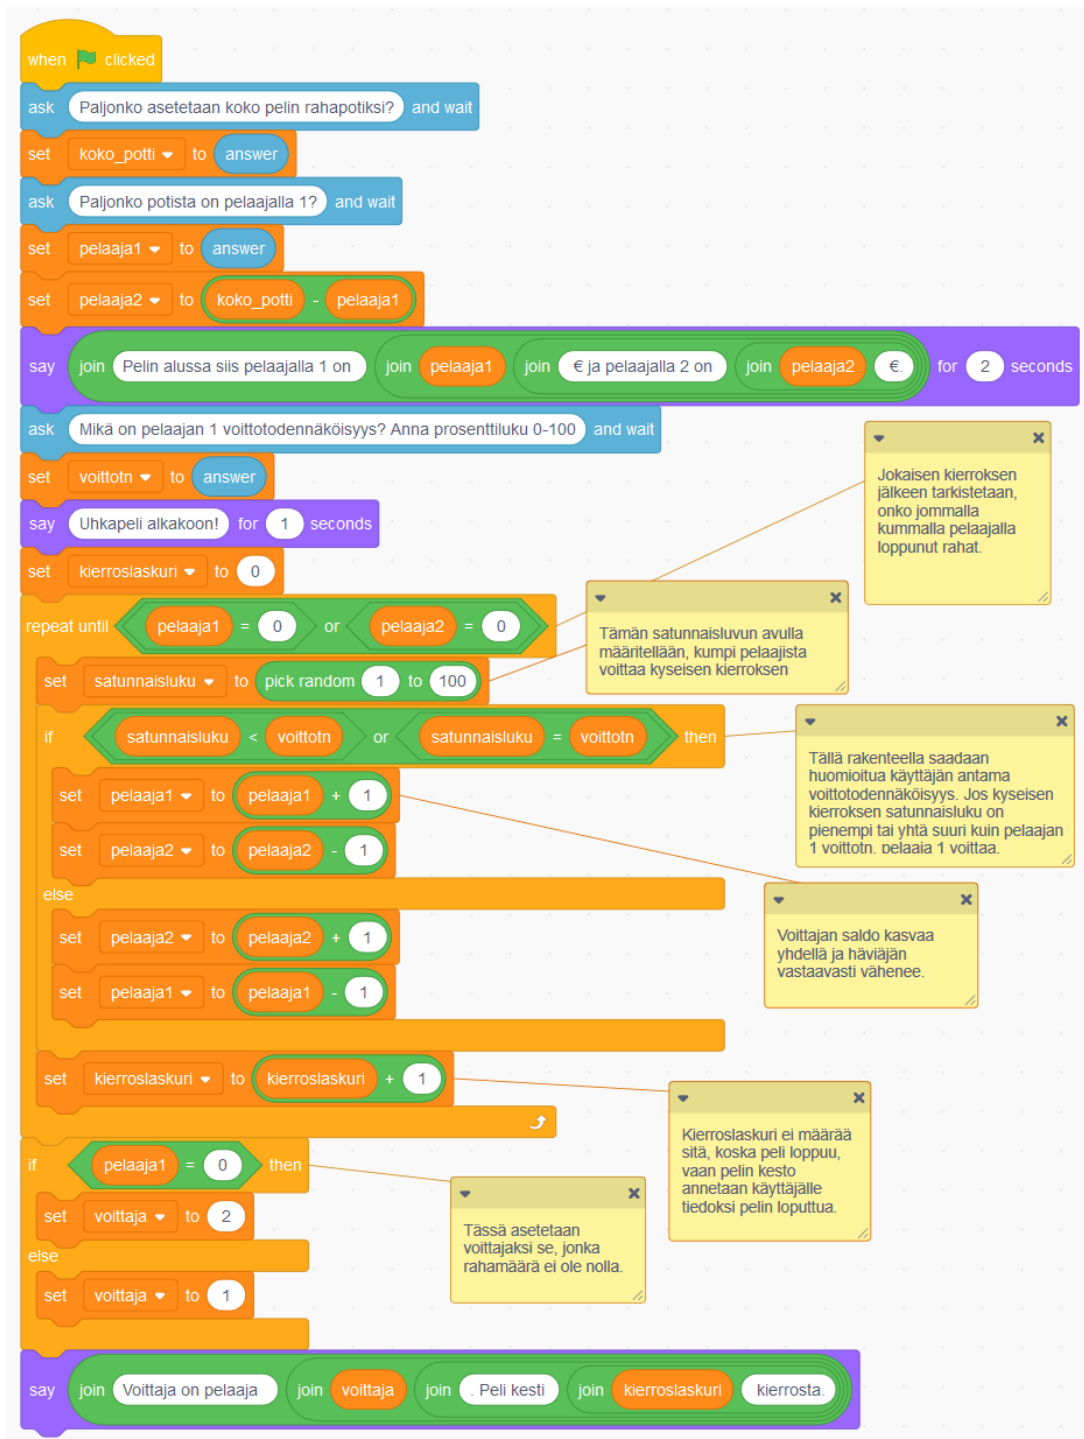 when clicked
ask Paljonko asetetaan koko pelin rahapotiksi? and wait
set koko_potti to answer
ask Paljonko potista on pelaajalla 1? and wait
set pelaaja1 to answer
set pelaaja2 to koko_potti - pelaaja1
say join Pelin alussa siis pelaajalla 1 on join pelaaja1 join € ja pelaajalla 2 on join pelaaja2 €. for 2 seconds
ask Mikä on pelaajan 1 voittotodennäköisyys? Anna prosenttiluku 0-100 and wait
set voittotn to answer
say Uhkapeli alkakoon! for 1 seconds
set kierroslaskuri to 0
Jokaisen kierroksen
jälkeen tarkistetaan,
onko jommalla
kummalla pelaajalla
loppunut rahat.
repeat until pelaaja1 = 0 or pelaaja2 = 0
Tämän satunnaisluvun avulla
määritellään, kumpi pelaajista
voittaa kyseisen kierroksen
set satunnaisluku to pick random 1 to 100
if satunnaisluku < voittotn or satunnaisluku = voittotn then
Tällä rakenteella saadaan
huomioitua käyttäjän antama
voittotodennäköisyys. Jos kyseisen
kierroksen satunnaisluku on
pienempi tai yhtä suuri kuin pelaajan
1 voittotn, pelaaja 1 voittaa.
set pelaaja1 to pelaaja1 + 1
set pelaaja2 to pelaaja2 - 1
else
Voittajan saldo kasvaa
yhdellä ja häviäjän
vastaavasti vähenee.
set pelaaja2 to pelaaja2 + 1
set pelaaja1 to pelaaja1 - 1
set kierroslaskuri to kierroslaskuri + 1
Kierroslaskuri ei määrää
sitä, koska peli loppuu,
vaan pelin kesto
annetaan käyttäjälle
tiedoksi pelin loputtua.
if pelaaja1 = 0 then
set voittaja to 2
Tässä asetetaan
voittajaksi se, jonka
rahamäärä ei ole nolla.
else
set voittaja to 1
say join Voittaja on pelaaja join voittaja join . Peli kesti join kierroslaskuri kierrosta.